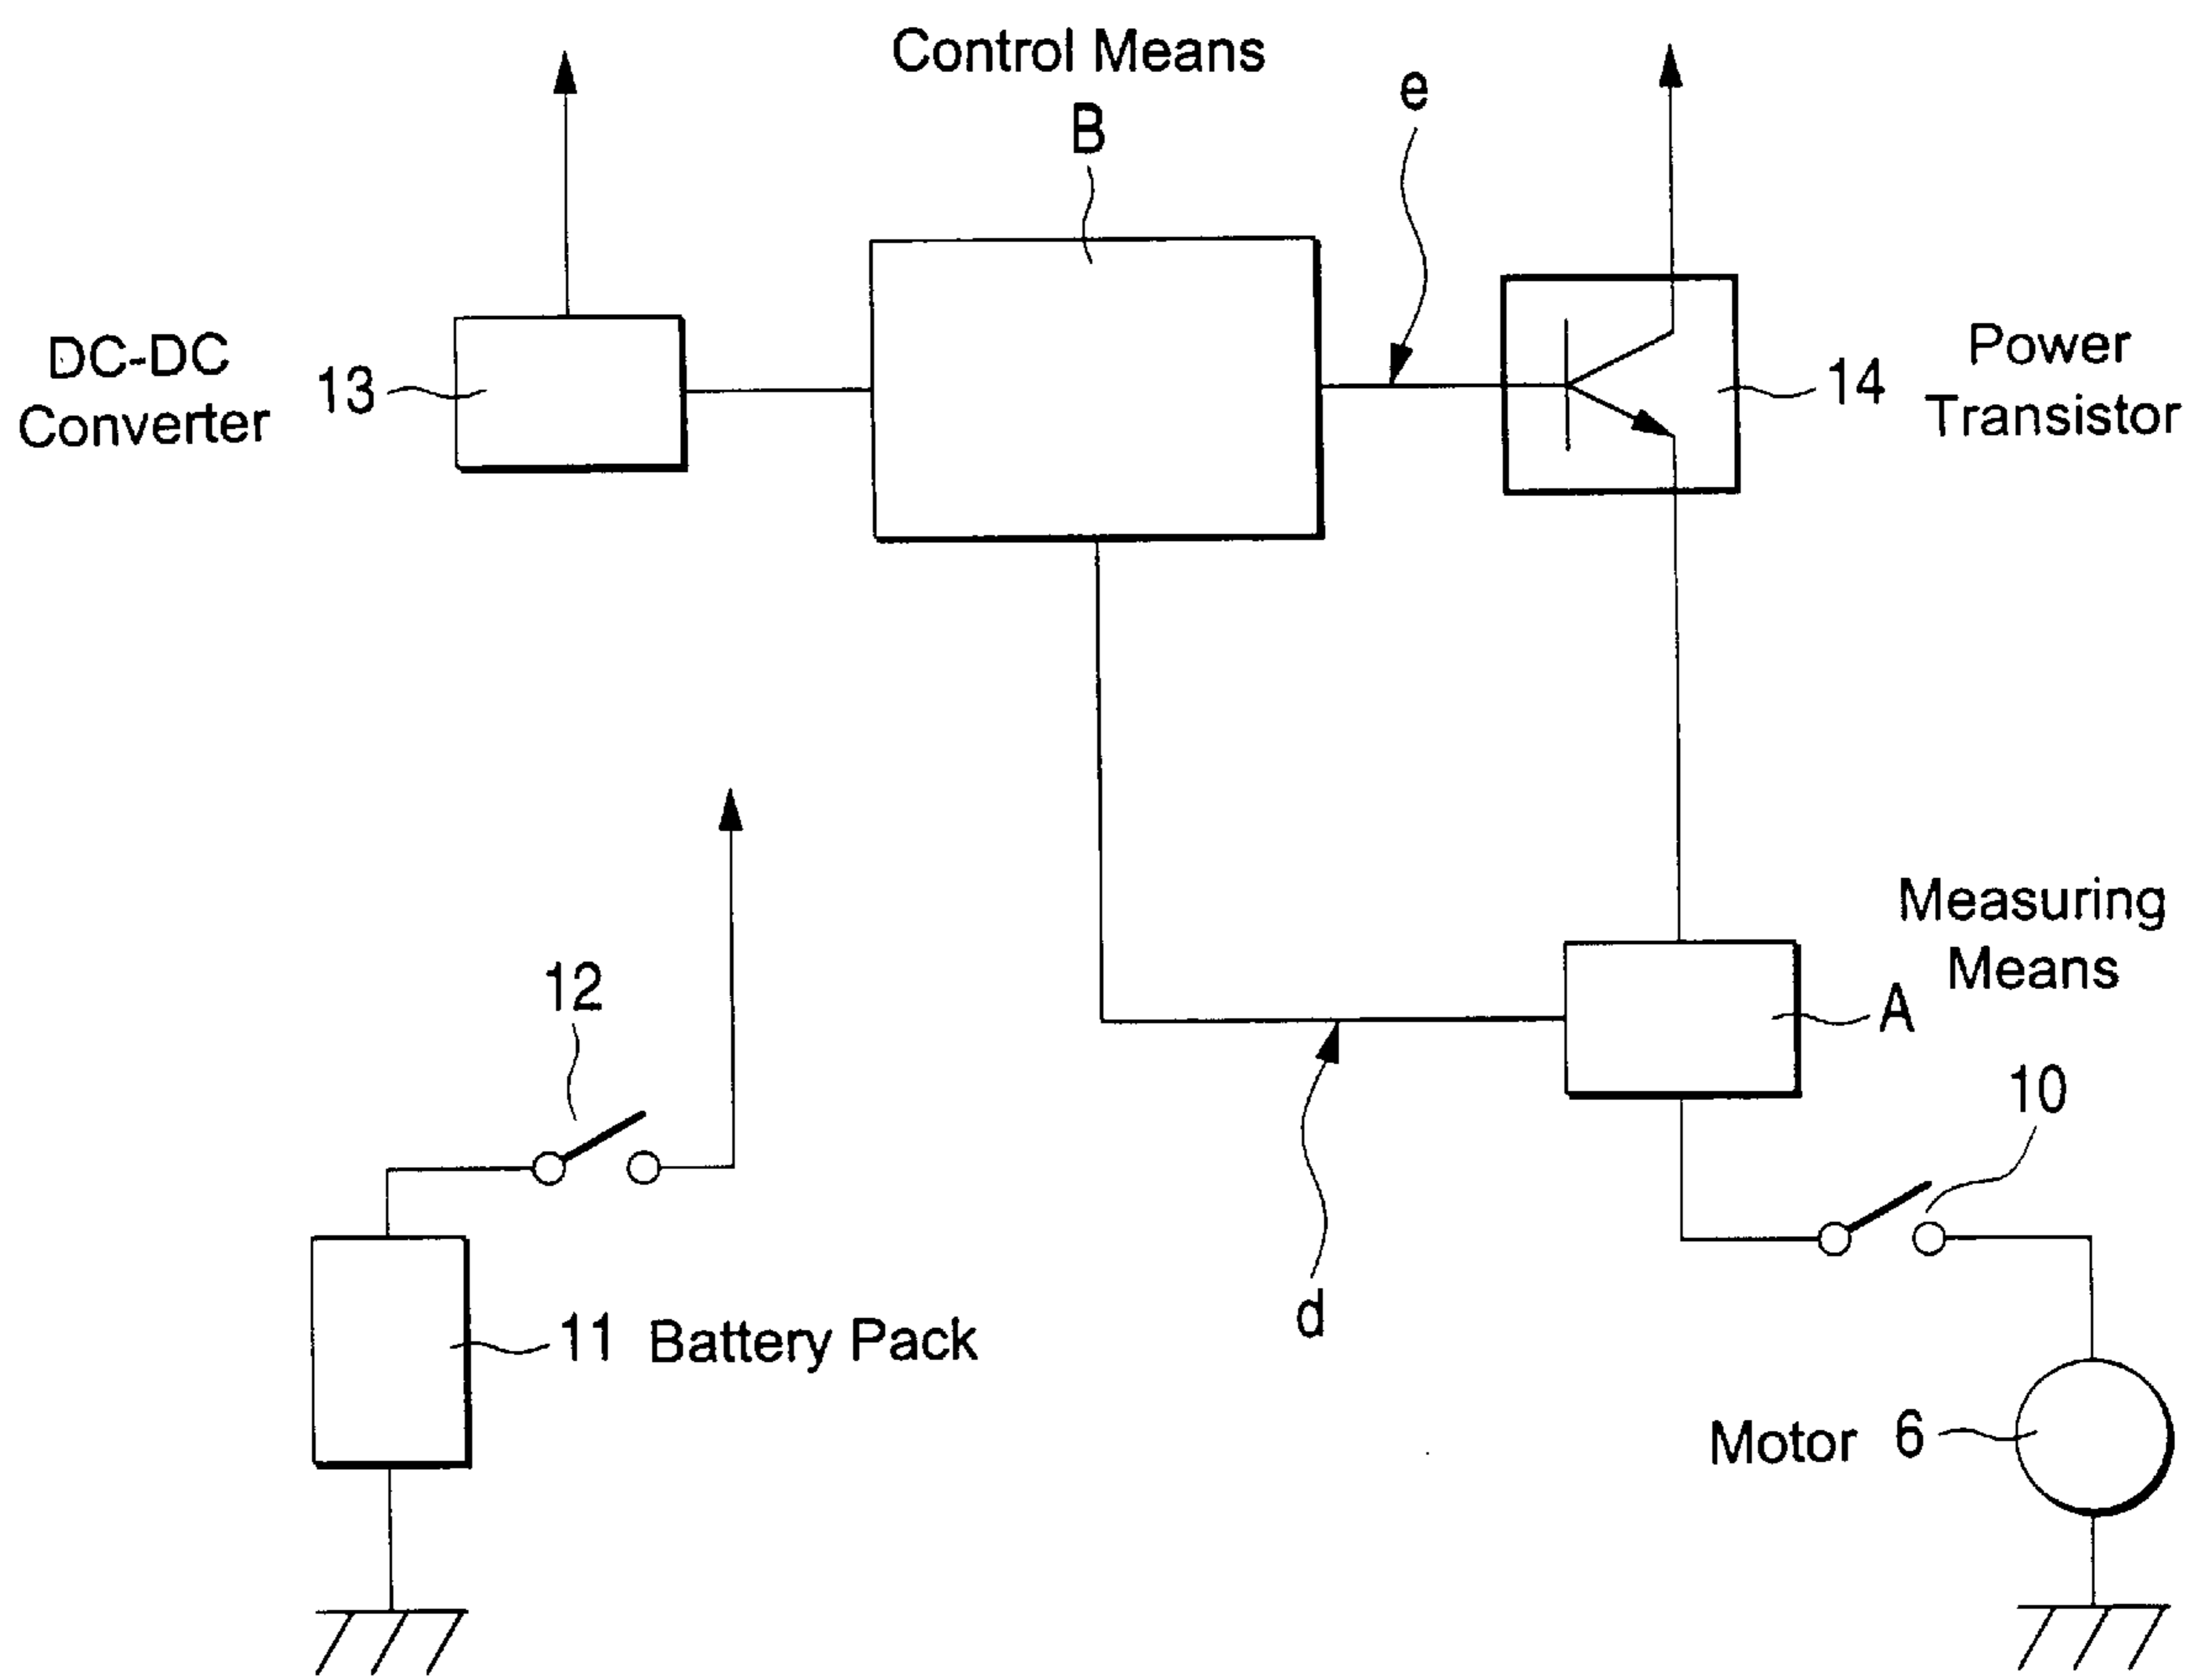 Control Means
B
e
DC-DC
Converter
13
14
Power
Transistor
Measuring
Means
A
12
10
d
11 Battery Pack
Motor 6